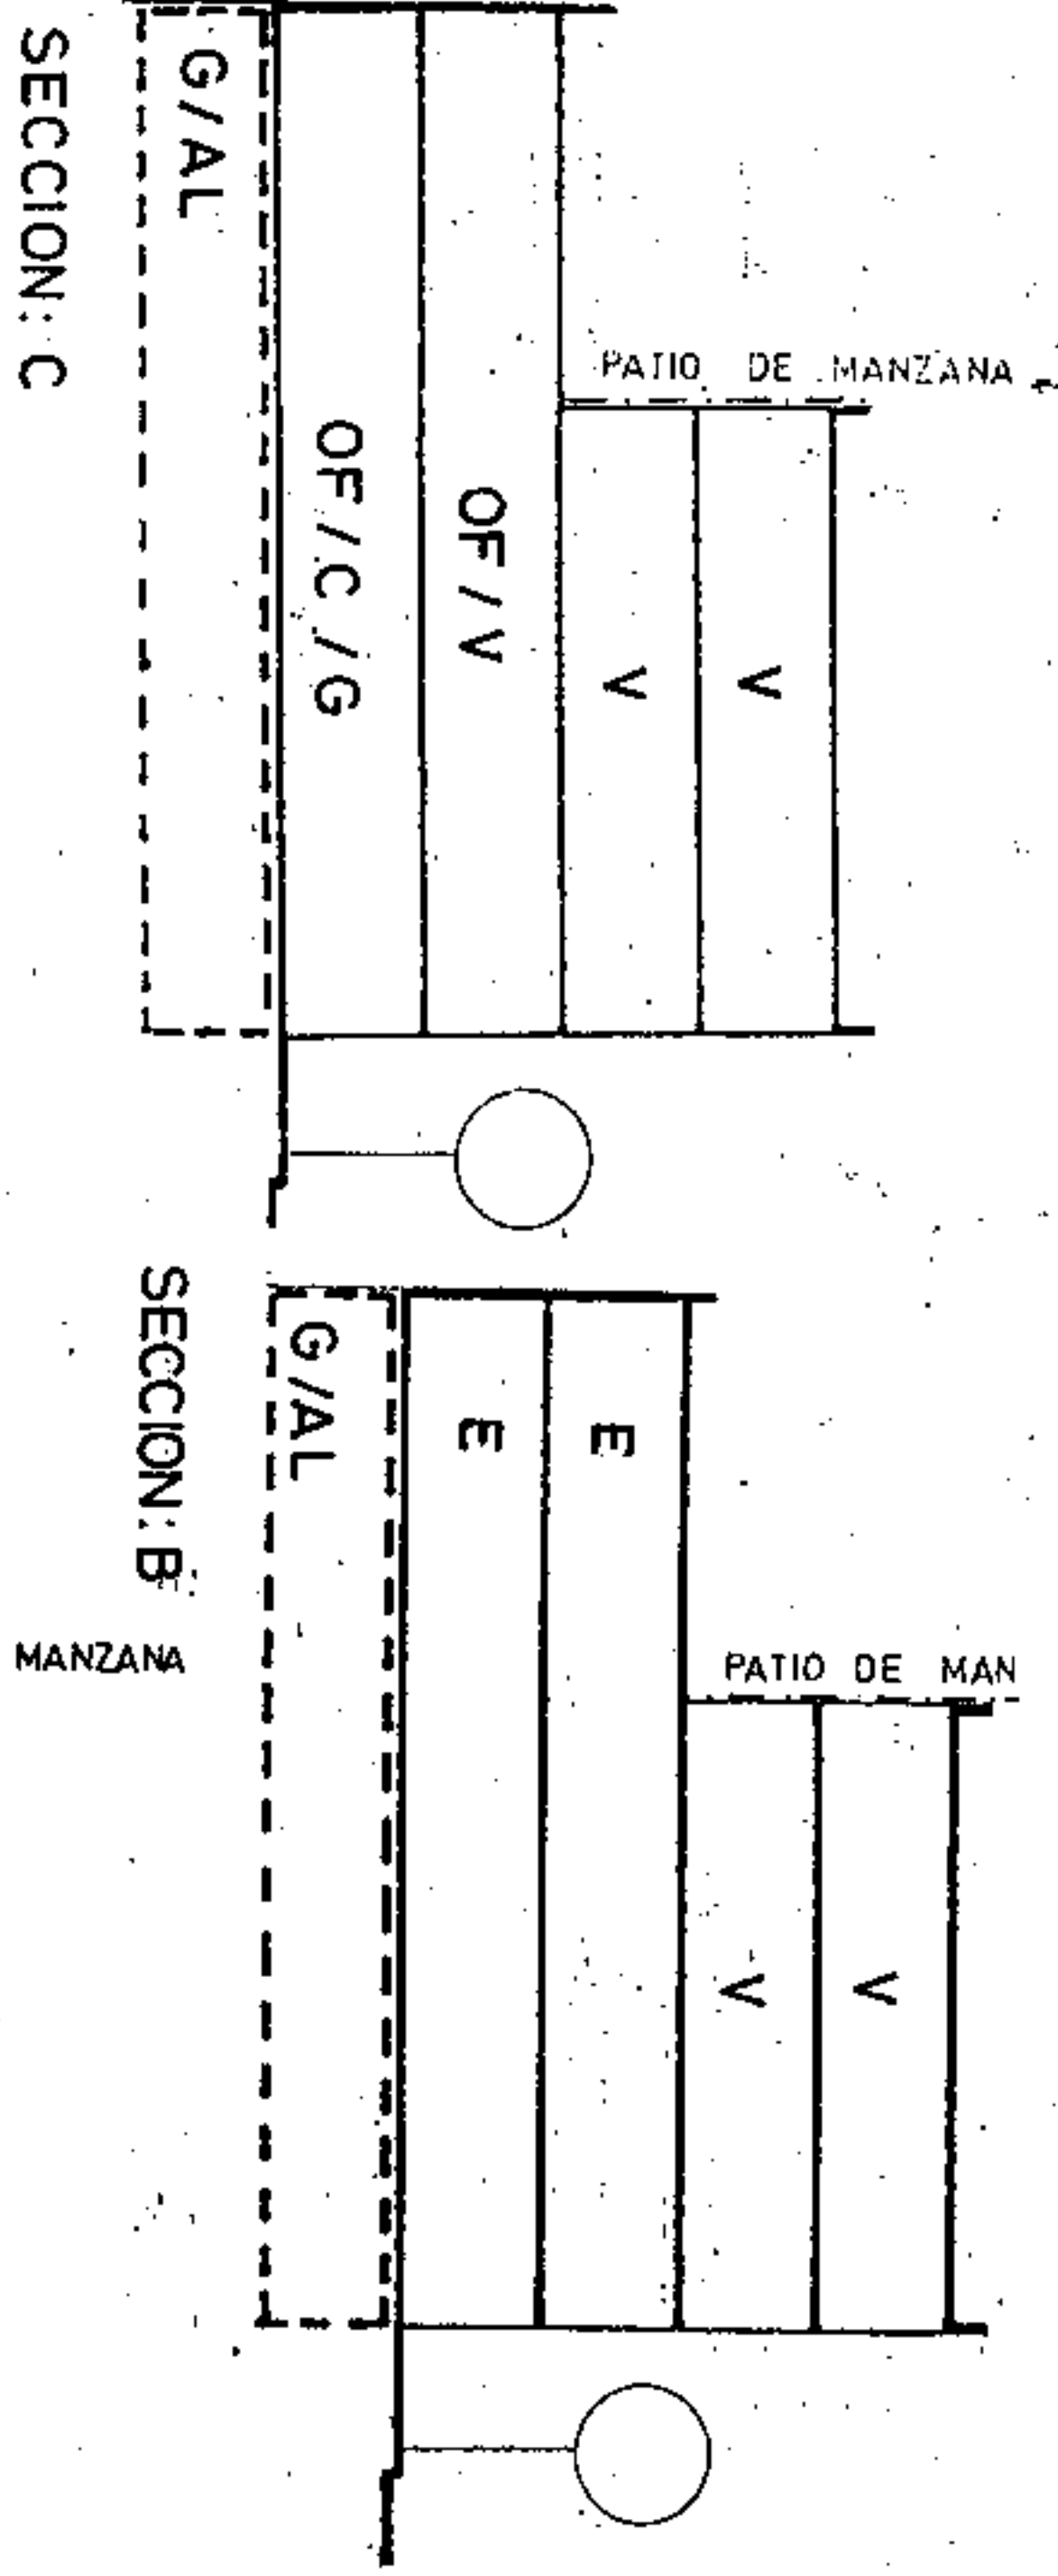 PATIO DE MANZANA
V
V
OF / V
OF / C / G
G/AL
SECCION: C
PATIO DE MAN
V
V
E
E
G/AL
SECCION: B
MANZANA